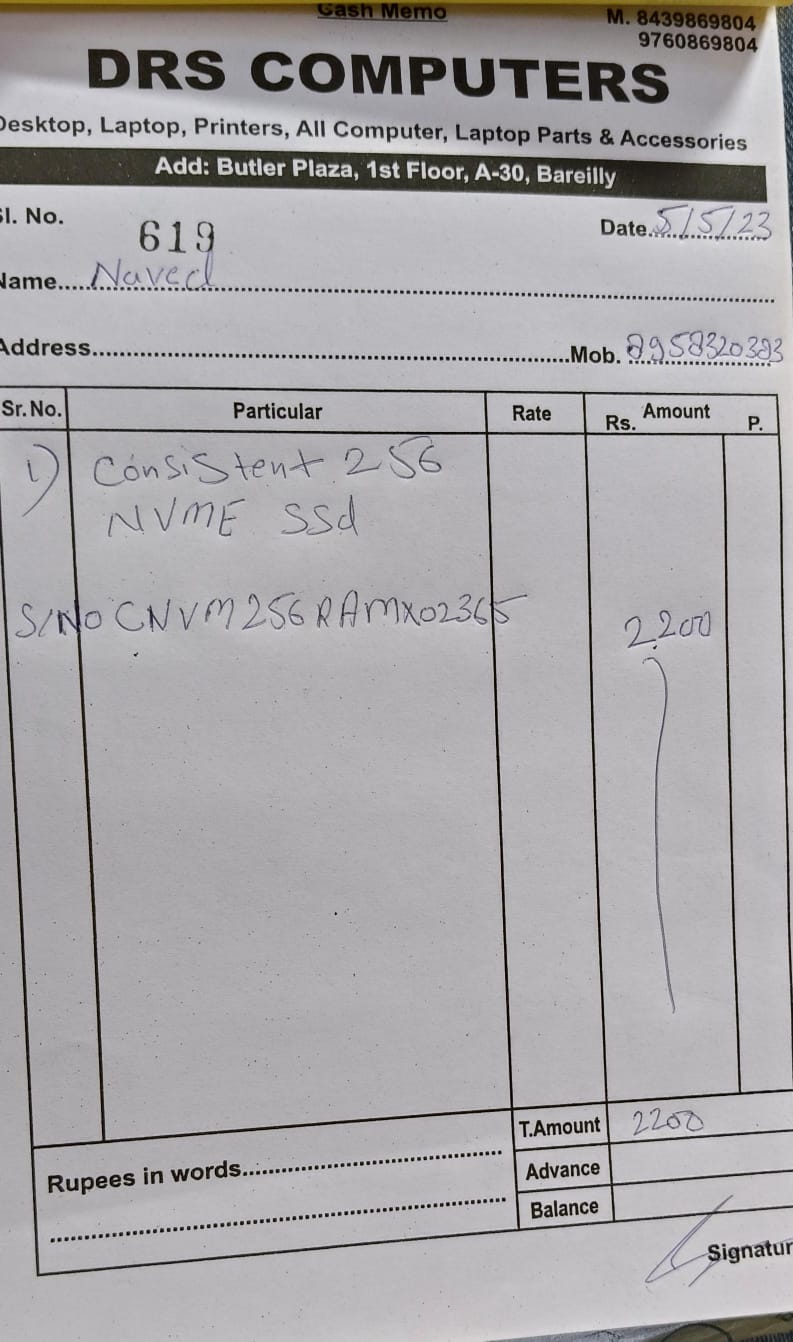 Cash Memo
M. 8439869804
9760869804
DRS COMPUTERS
Desktop, Laptop, Printers, All Computer, Laptop Parts & Accessories
Add: Butler Plaza, 1st Floor, A-30, Bareilly
Sl. No. 619 Date. 5/5/23
Name..... Naved
Address..... Mob. 8958320383
Sr. No. Particular Rate Amount Rs. P.
1) Consistent 256
NVME SSd
S/NO CNVM256RAMX02365 2200
T.Amount 2200
Rupees in words.....
Advance
Balance
Signatur